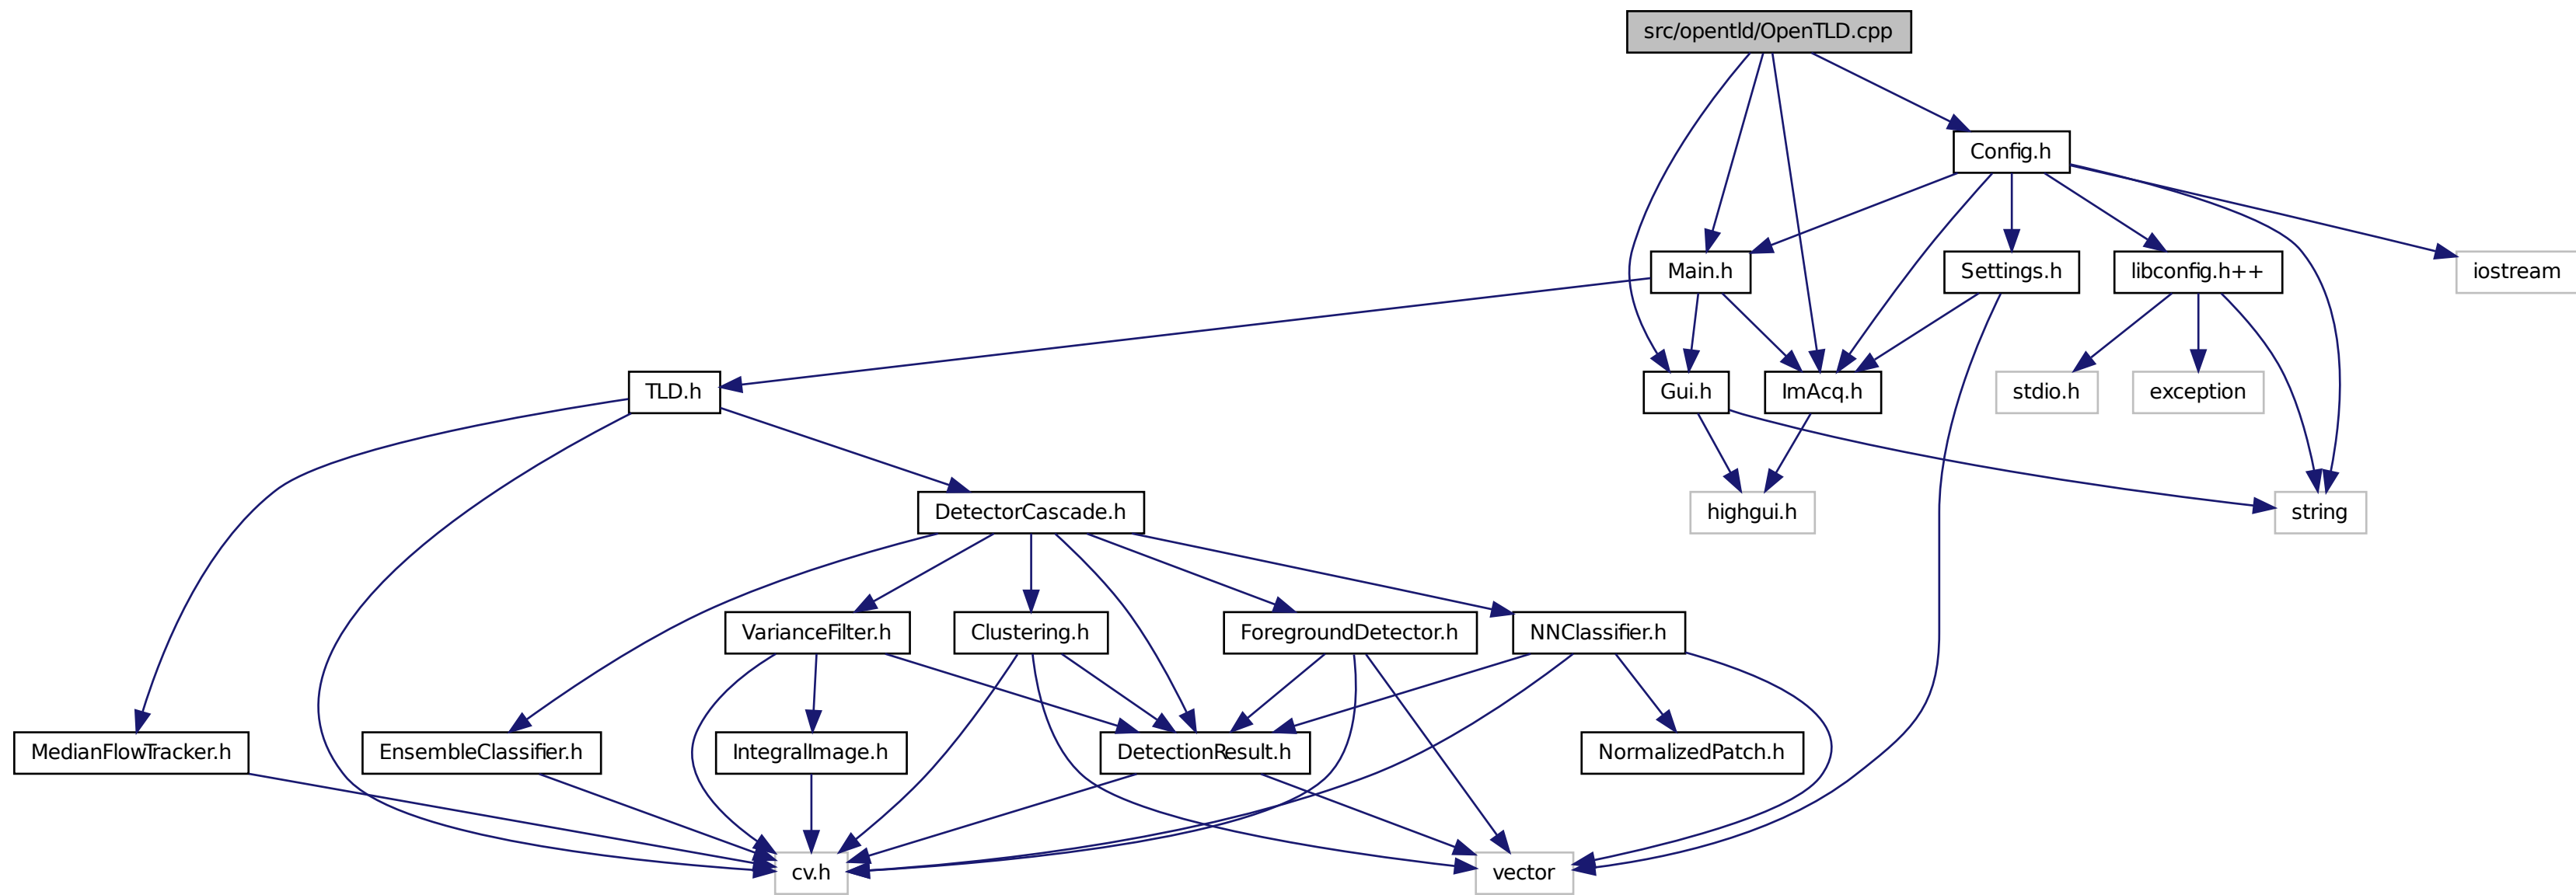 src/opentld/OpenTLD.cpp
Config.h
Main.h
Settings.h
libconfig.h++
iostream
TLD.h
Gui.h
ImAcq.h
stdio.h
exception
DetectorCascade.h
highgui.h
string
VarianceFilter.h
Clustering.h
ForegroundDetector.h
NNClassifier.h
MedianFlowTracker.h
EnsembleClassifier.h
IntegralImage.h
DetectionResult.h
NormalizedPatch.h
cv.h
vector